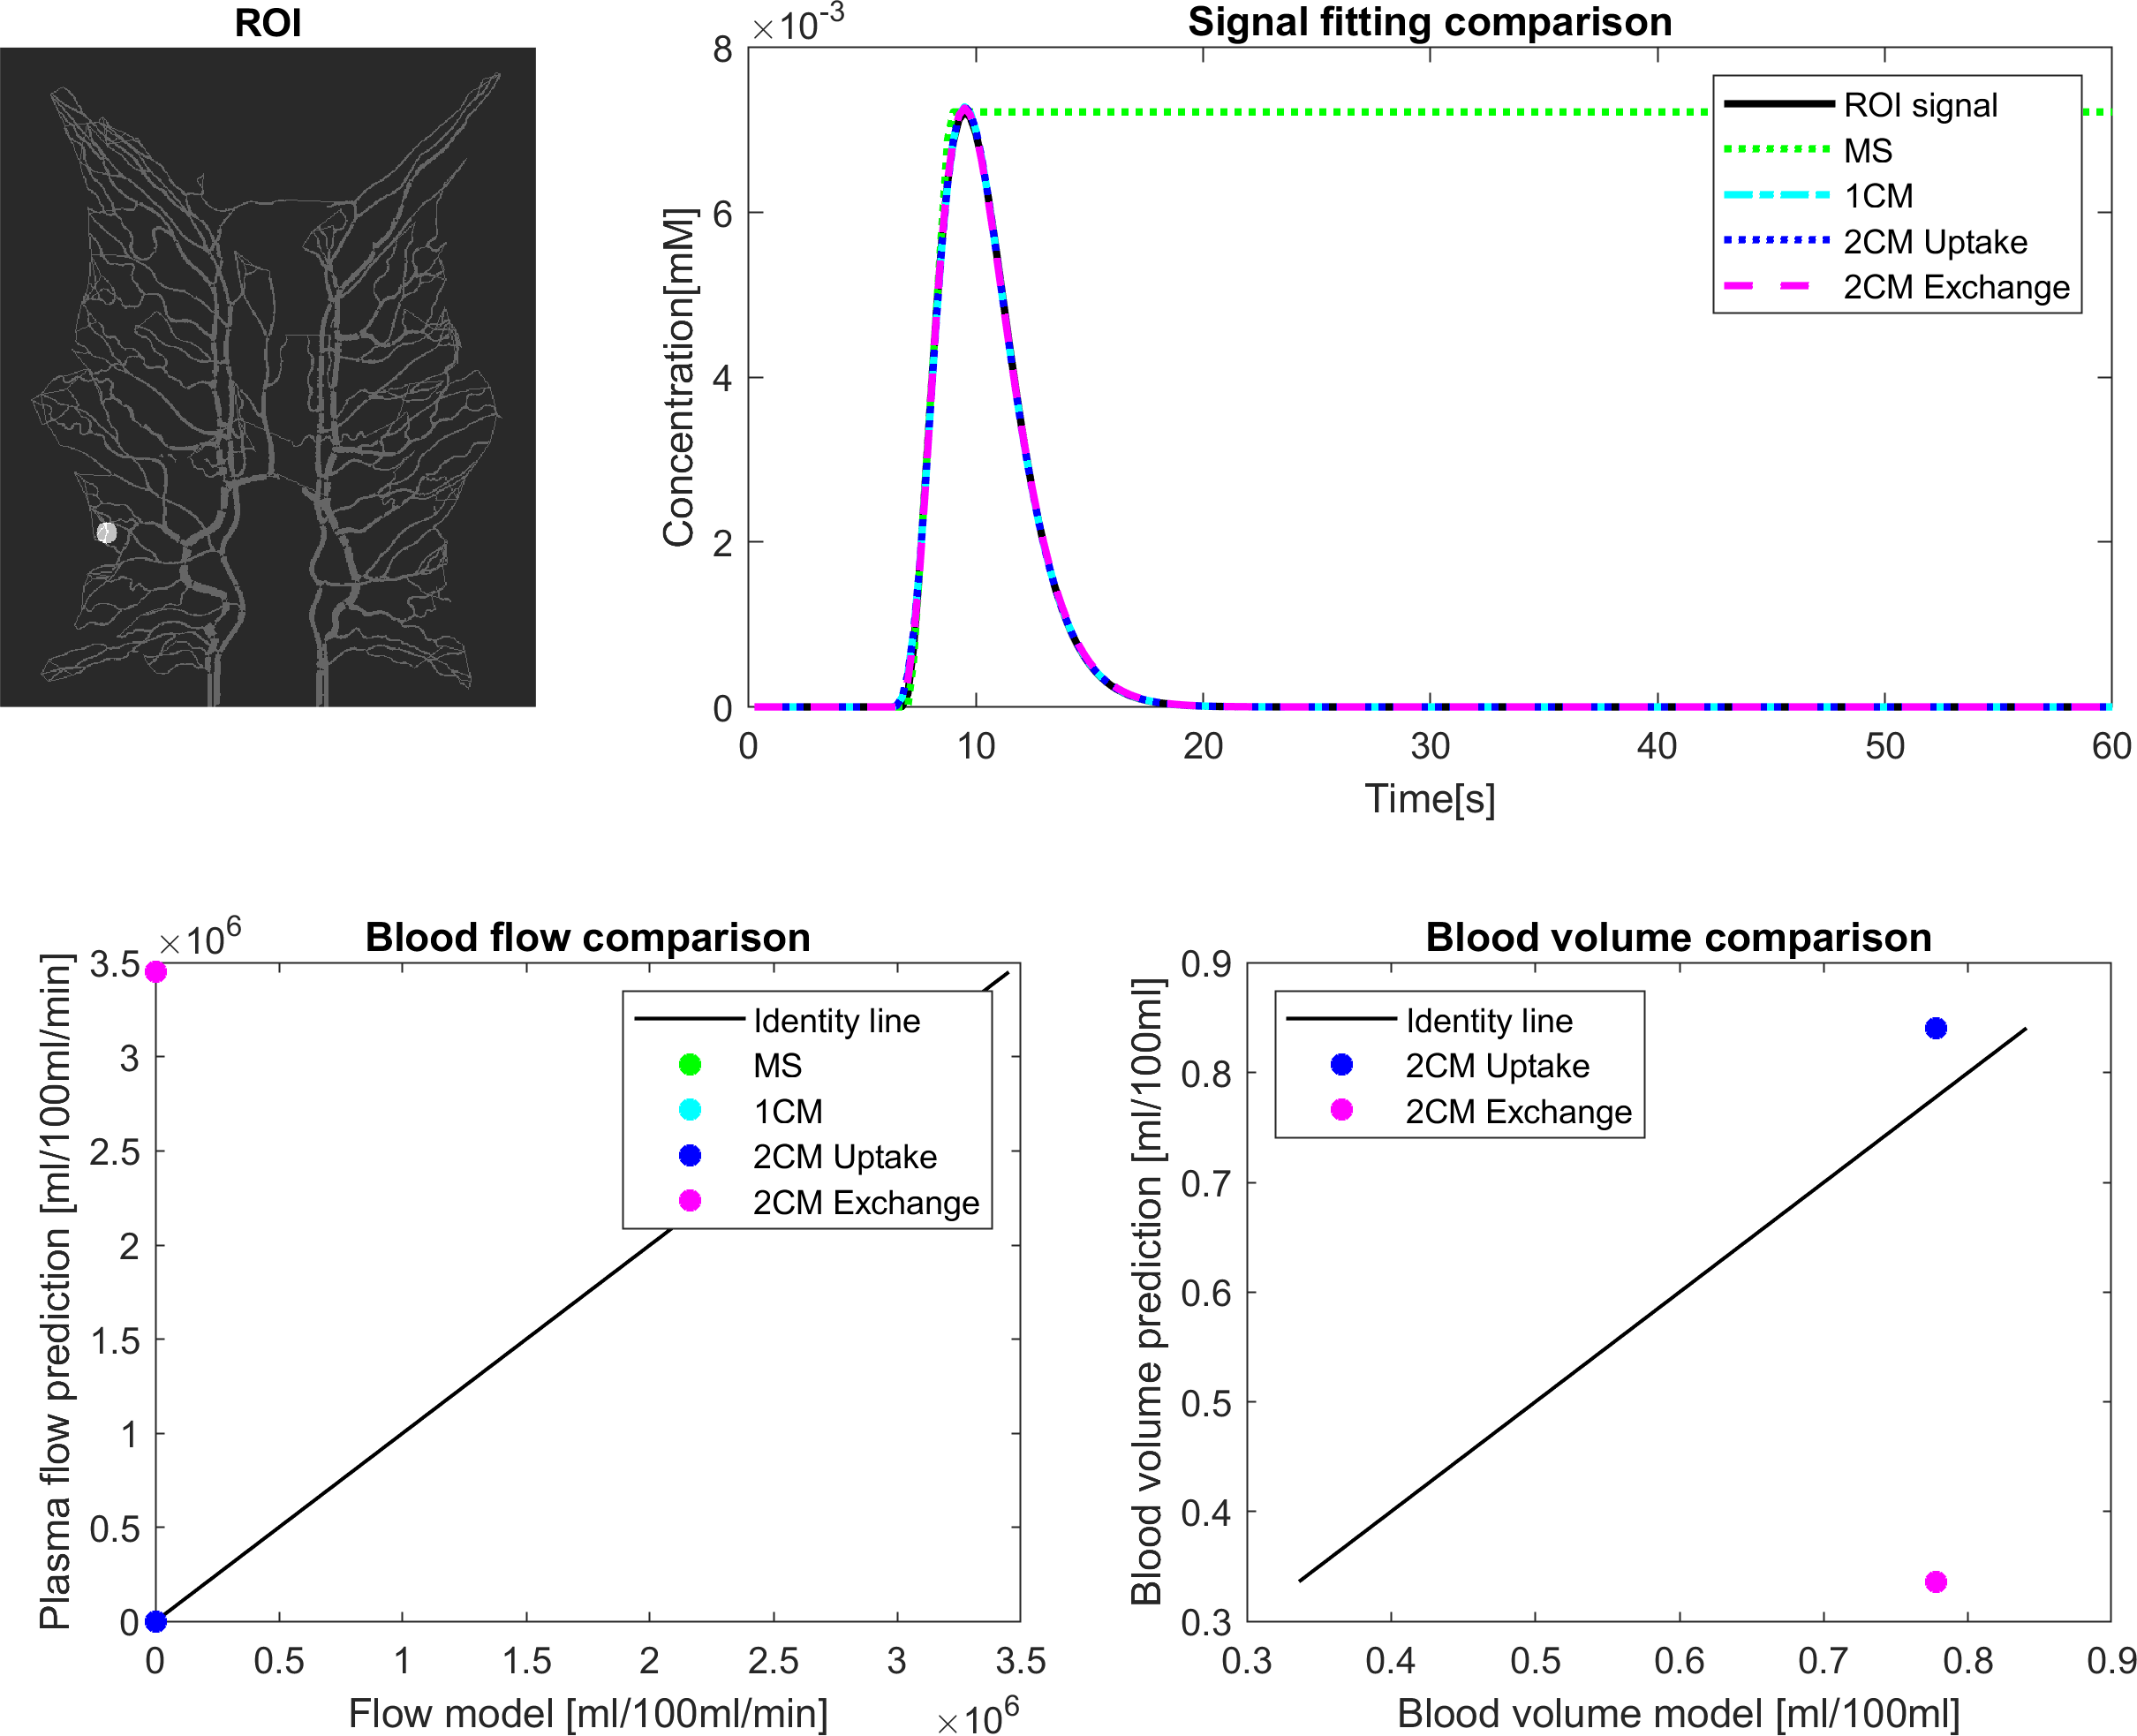 ROI
Signal fitting comparison
×10-3
8
6
4
2
0
Concentration[mM]
0 10 20 30 40 50 60
Time[s]
ROI signal
MS
1CM
2CM Uptake
2CM Exchange
Blood flow comparison
×10^6
3.5
3
2.5
2
1.5
1
0.5
0
Plasma flow prediction [ml/100ml/min]
0 0.5 1 1.5 2 2.5 3 3.5
Flow model [ml/100ml/min]
×10^6
Identity line
MS
1CM
2CM Uptake
2CM Exchange
Blood volume comparison
0.9
0.8
0.7
0.6
0.5
0.4
0.3
Blood volume prediction [ml/100ml]
0.3 0.4 0.5 0.6 0.7 0.8 0.9
Blood volume model [ml/100ml]
Identity line
2CM Uptake
2CM Exchange